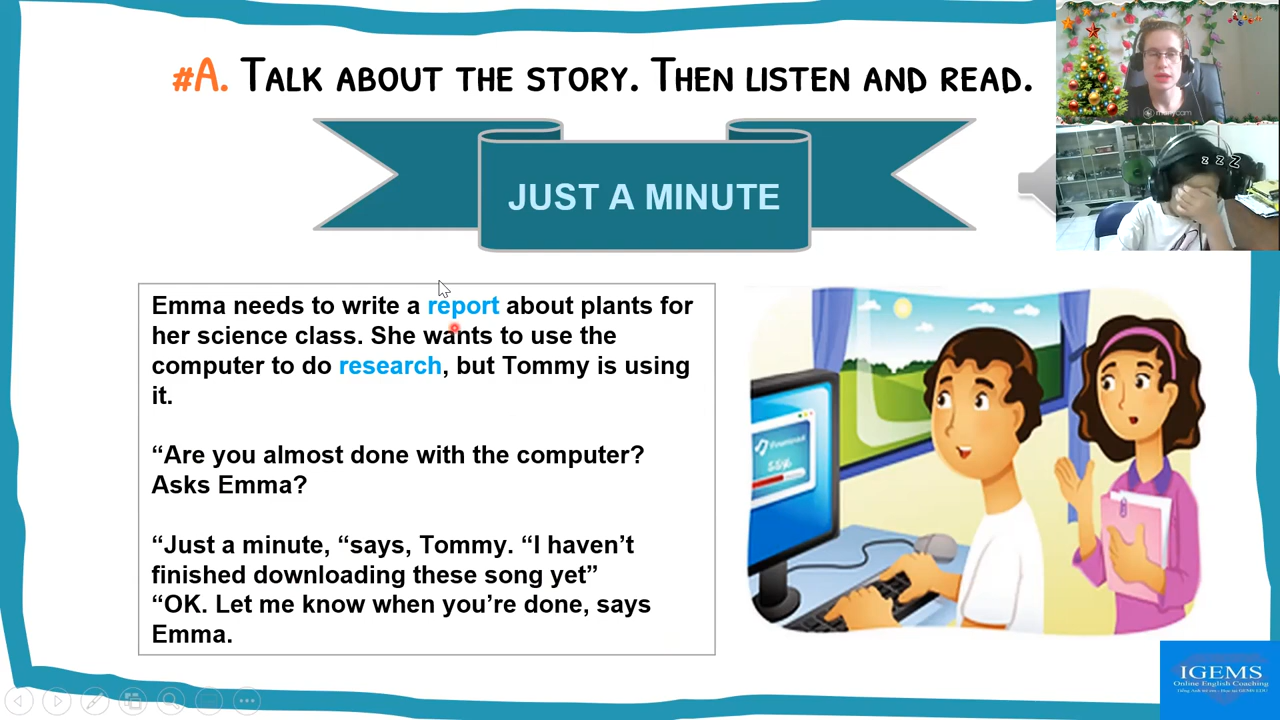 #A. TALK ABOUT THE STORY. THEN LISTEN AND READ.
JUST A MINUTE
Emma needs to write a report about plants for
her science class. She wants to use the
computer to do research, but Tommy is using
it.
“Are you almost done with the computer?
Asks Emma?
“Just a minute, “says, Tommy. “I haven’t
finished downloading these song yet”
“OK. Let me know when you’re done, says
Emma.
55%
z z Z
manycam
IGEMS
Online English Coaching